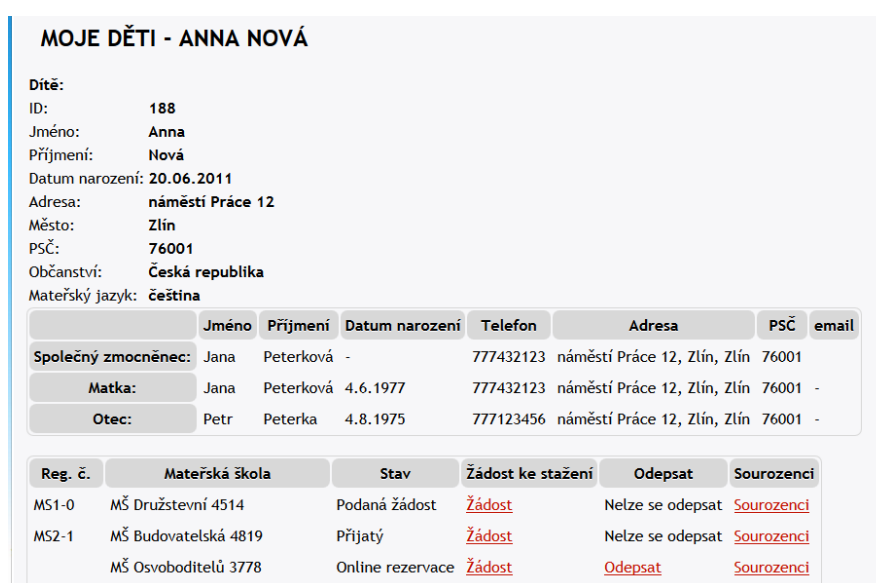 MOJE DĚTI - ANNA NOVÁ
Dítě:
ID: 188
Jméno: Anna
Příjmení: Nová
Datum narození: 20.06.2011
Adresa: náměstí Práce 12
Město: Zlín
PSČ: 76001
Občanství: Česká republika
Mateřský jazyk: čeština
Jméno Příjmení Datum narození Telefon Adresa PSČ email
Společný zmocněnec: Jana Peterková - 777432123 náměstí Práce 12, Zlín, Zlín 76001
Matka: Jana Peterková 4.6.1977 777432123 náměstí Práce 12, Zlín, Zlín 76001 -
Otec: Petr Peterka 4.8.1975 777123456 náměstí Práce 12, Zlín, Zlín 76001 -
Reg. č. Mateřská škola Stav Žádost ke stažení Odepsat Sourozenci
MS1-0 MŠ Družstevní 4514 Podaná žádost Žádost Nelze se odepsat Sourozenci
MS2-1 MŠ Budovatelská 4819 Přijatý Žádost Nelze se odepsat Sourozenci
MŠ Osvoboditelů 3778 Online rezervace Žádost Odepsat Sourozenci